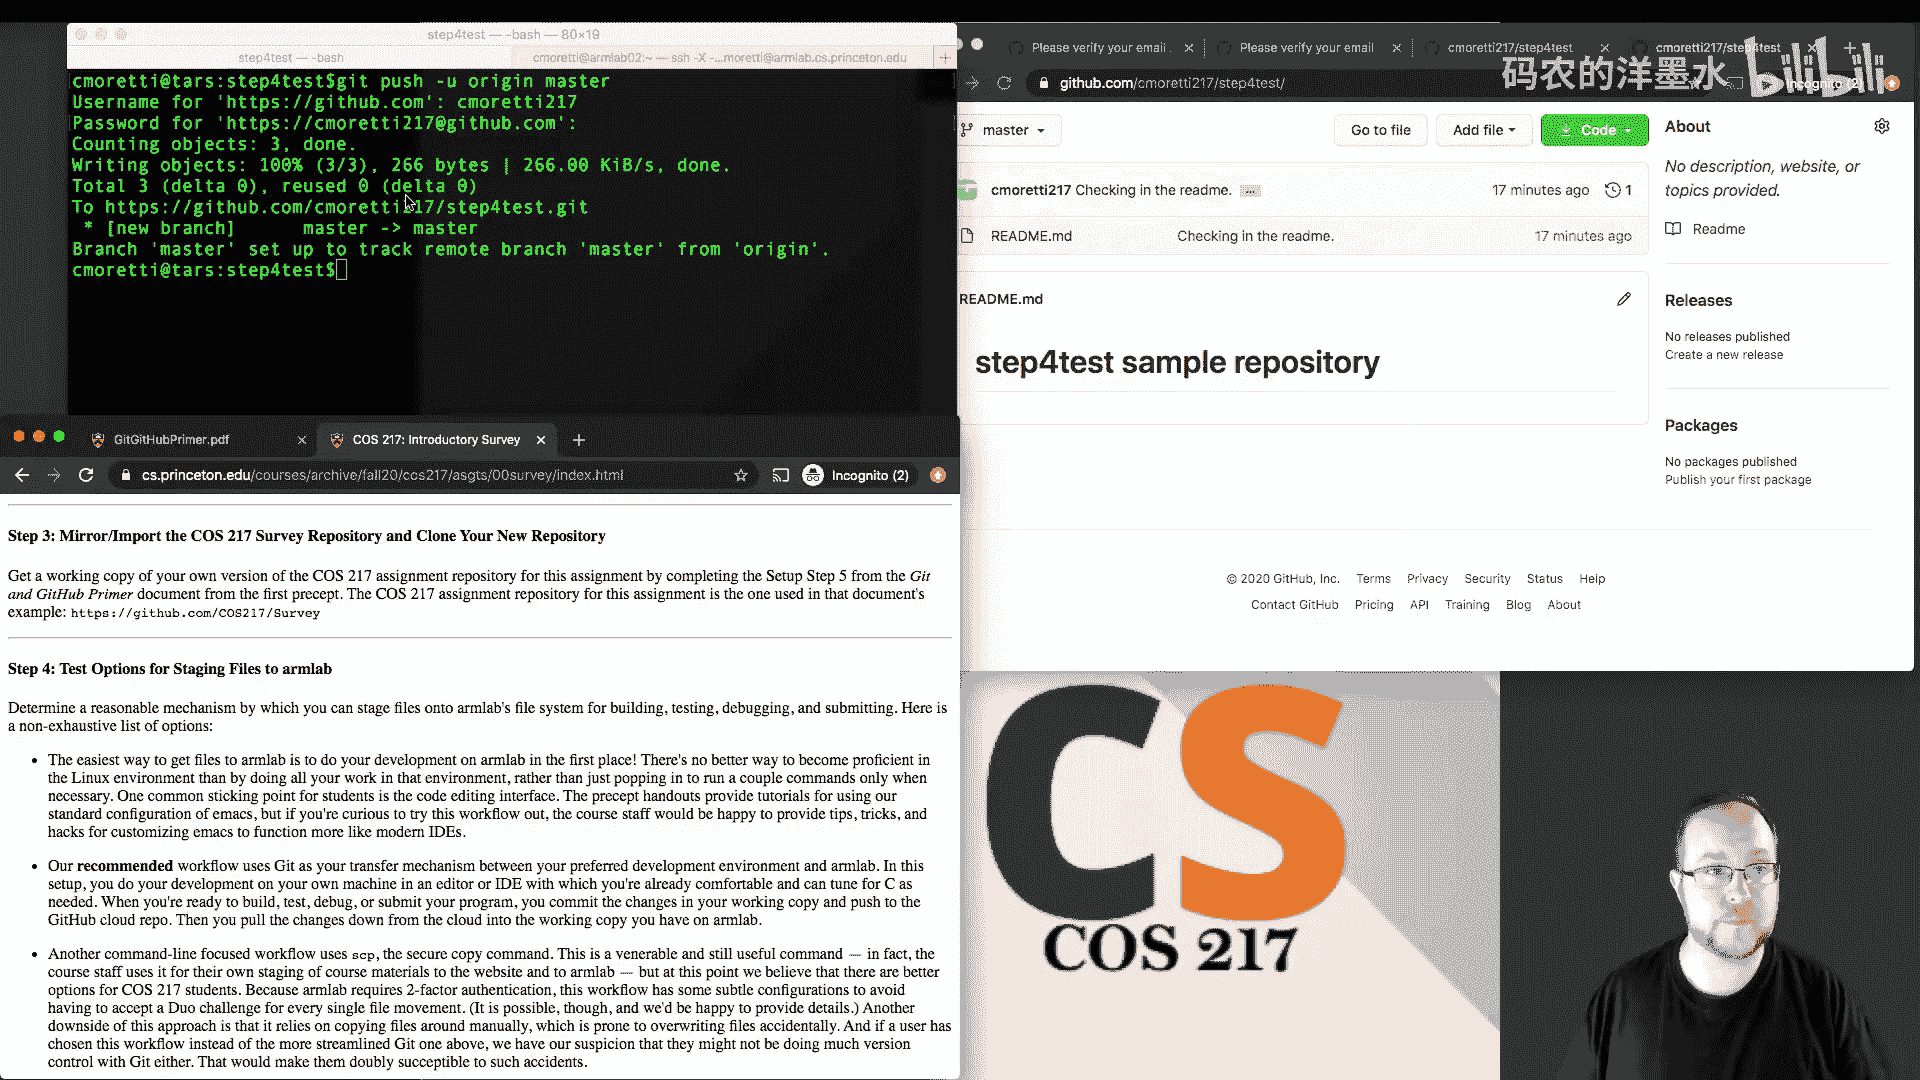 step4test — -bash — 80×19
step4test — -bash
cmoretti@armlab02:~ — ssh -X -...moretti@armlab.cs.princeton.edu
cmoretti@tars:step4test$git push -u origin master
Username for 'https://github.com': cmoretti217
Password for 'https://cmoretti217@github.com':
Counting objects: 3, done.
Writing objects: 100% (3/3), 266 bytes | 266.00 KiB/s, done.
Total 3 (delta 0), reused 0 (delta 0)
To https://github.com/cmoretti217/step4test.git
* [new branch] master -> master
Branch 'master' set up to track remote branch 'master' from 'origin'.
cmoretti@tars:step4test$
Please verify your email
Please verify your email
cmoretti217/step4test
cmoretti217/step4test
github.com/cmoretti217/step4test/
Incognito (2)
码农的洋墨水 bilibili
master
Go to file
Add file
Code
cmoretti217 Checking in the readme.
17 minutes ago
1
README.md
Checking in the readme.
17 minutes ago
README.md
step4test sample repository
About
No description, website, or
topics provided.
Readme
Releases
No releases published
Create a new release
Packages
No packages published
Publish your first package
© 2020 GitHub, Inc. Terms Privacy Security Status Help
Contact GitHub Pricing API Training Blog About
GitGitHubPrimer.pdf
COS 217: Introductory Survey
cs.princeton.edu/courses/archive/fall20/cos217/asgts/00survey/index.html
Incognito (2)
Step 3: Mirror/Import the COS 217 Survey Repository and Clone Your New Repository
Get a working copy of your own version of the COS 217 assignment repository for this assignment by completing the Setup Step 5 from the Git
and GitHub Primer document from the first precept. The COS 217 assignment repository for this assignment is the one used in that document's
example: https://github.com/COS217/Survey
Step 4: Test Options for Staging Files to armlab
Determine a reasonable mechanism by which you can stage files onto armlab's file system for building, testing, debugging, and submitting. Here is
a non-exhaustive list of options:
• The easiest way to get files to armlab is to do your development on armlab in the first place! There's no better way to become proficient in
the Linux environment than by doing all your work in that environment, rather than just popping in to run a couple commands only when
necessary. One common sticking point for students is the code editing interface. The precept handouts provide tutorials for using our
standard configuration of emacs, but if you're curious to try this workflow out, the course staff would be happy to provide tips, tricks, and
hacks for customizing emacs to function more like modern IDEs.
• Our recommended workflow uses Git as your transfer mechanism between your preferred development environment and armlab. In this
setup, you do your development on your own machine in an editor or IDE with which you're already comfortable and can tune for C as
needed. When you're ready to build, test, debug, or submit your program, you commit the changes in your working copy and push to the
GitHub cloud repo. Then you pull the changes down from the cloud into the working copy you have on armlab.
• Another command-line focused workflow uses scp, the secure copy command. This is a venerable and still useful command — in fact, the
course staff uses it for their own staging of course materials to the website and to armlab — but at this point we believe that there are better
options for COS 217 students. Because armlab requires 2-factor authentication, this workflow has some subtle configurations to avoid
having to accept a Duo challenge for every single file movement. (It is possible, though, and we'd be happy to provide details.) Another
downside of this approach is that it relies on copying files around manually, which is prone to overwriting files accidentally. And if a user has
chosen this workflow instead of the more streamlined Git one above, we have our suspicion that they might not be doing much version
control with Git either. That would make them doubly succeptible to such accidents.
CS
COS 217